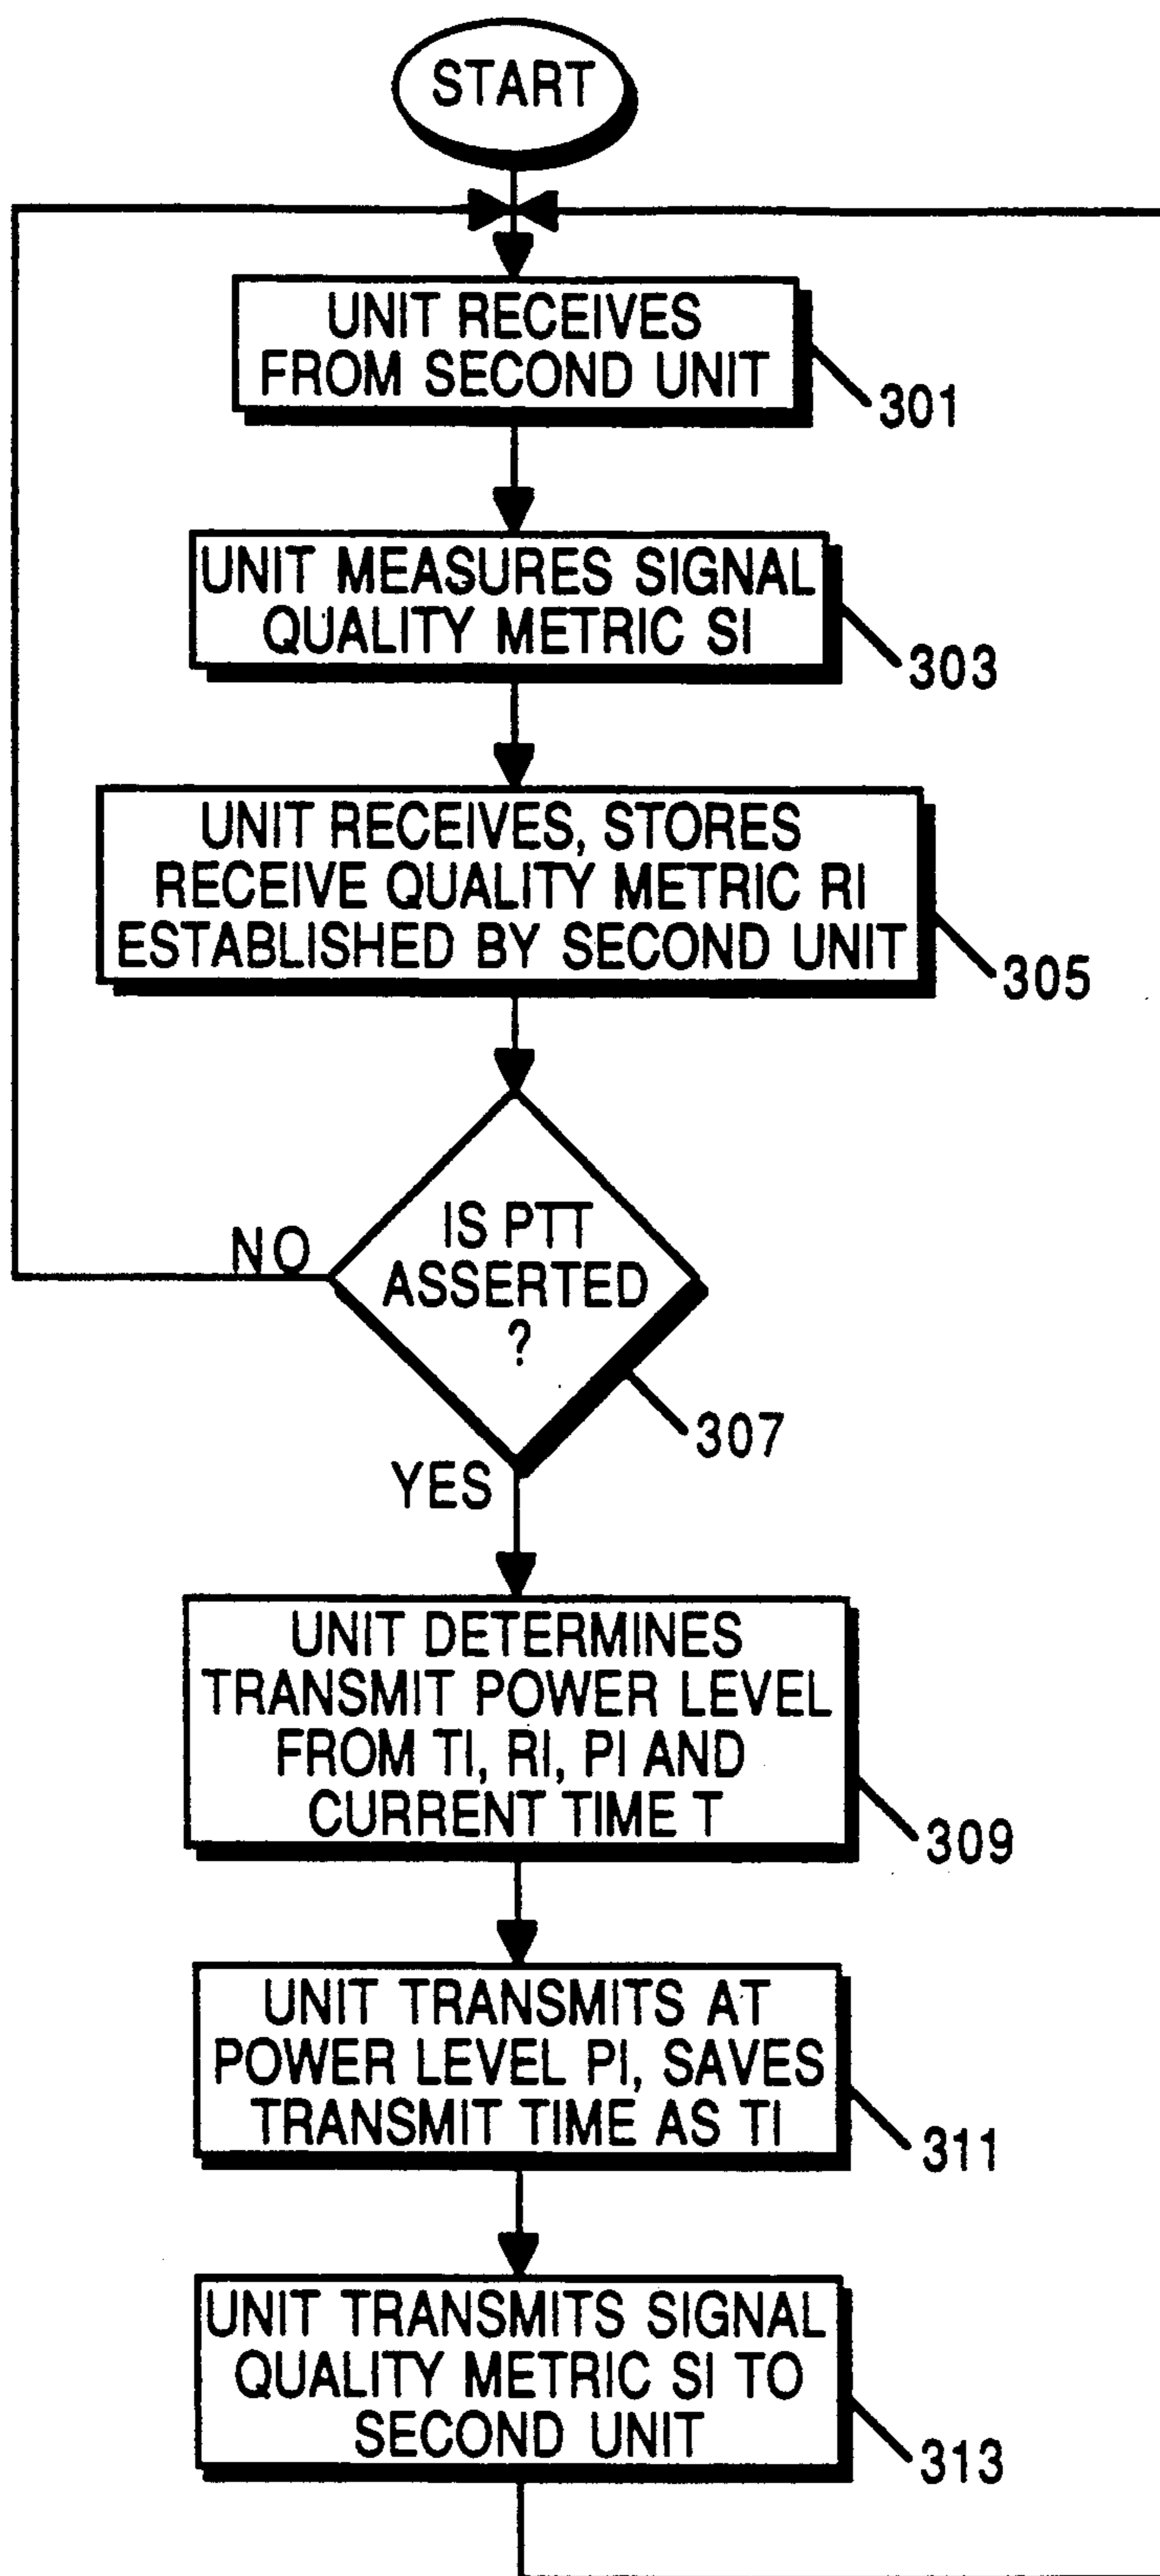 START
UNIT RECEIVES
FROM SECOND UNIT
301
UNIT MEASURES SIGNAL
QUALITY METRIC SI
303
UNIT RECEIVES, STORES
RECEIVE QUALITY METRIC RI
ESTABLISHED BY SECOND UNIT
305
IS PTT
ASSERTED
?
NO
307
YES
UNIT DETERMINES
TRANSMIT POWER LEVEL
FROM TI, RI, PI AND
CURRENT TIME T
309
UNIT TRANSMITS AT
POWER LEVEL PI, SAVES
TRANSMIT TIME AS TI
311
UNIT TRANSMITS SIGNAL
QUALITY METRIC SI TO
SECOND UNIT
313